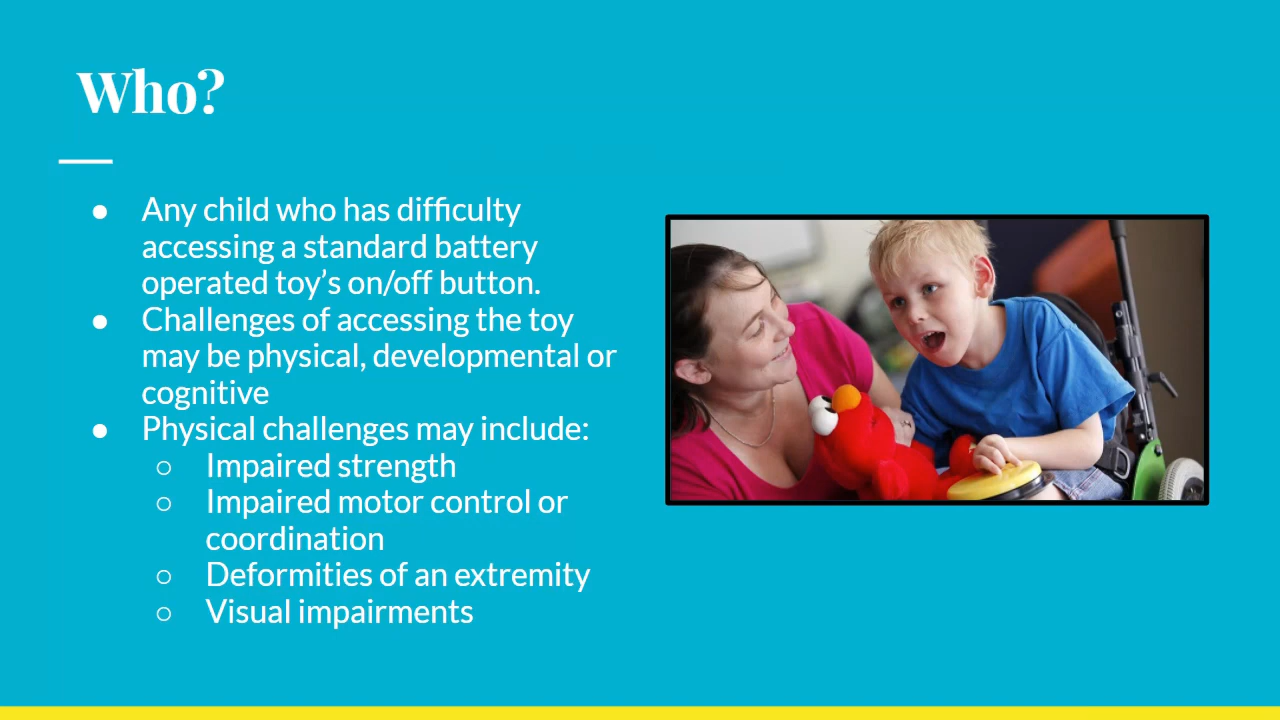 Who?
● Any child who has difficulty
accessing a standard battery
operated toy’s on/off button.
● Challenges of accessing the toy
may be physical, developmental or
cognitive
● Physical challenges may include:
○ Impaired strength
○ Impaired motor control or
coordination
○ Deformities of an extremity
○ Visual impairments